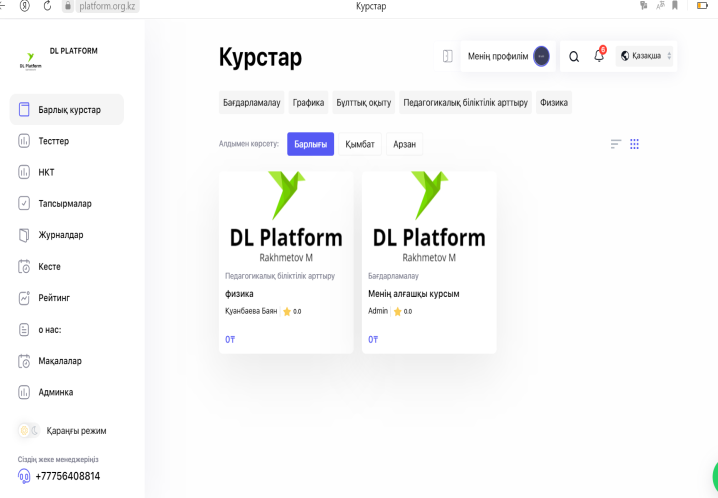 platform.org.kz
Курстар
DL PLATFORM
DL Platform
Курстар
Менің профилім
6
Қазақша
Барлық курстар
Тесттер
НКТ
Тапсырмалар
Журналдар
Кесте
Рейтинг
о нас:
Мақалалар
Админка
Қараңғы режим
Сіздің жеке менеджеріңіз
+77756408814
Бағдарламалау
Графика
Бұлттық оқыту
Педагогикалық біліктілік арттыру
Физика
Алдымен көрсету:
Барлығы
Қымбат
Арзан
DL Platform
Rakhmetov M
Педагогикалық біліктілік арттыру
физика
Қуанбаева Баян
0.0
0₸
DL Platform
Rakhmetov M
Бағдарламалау
Менің алғашқы курсым
Admin
0.0
0₸